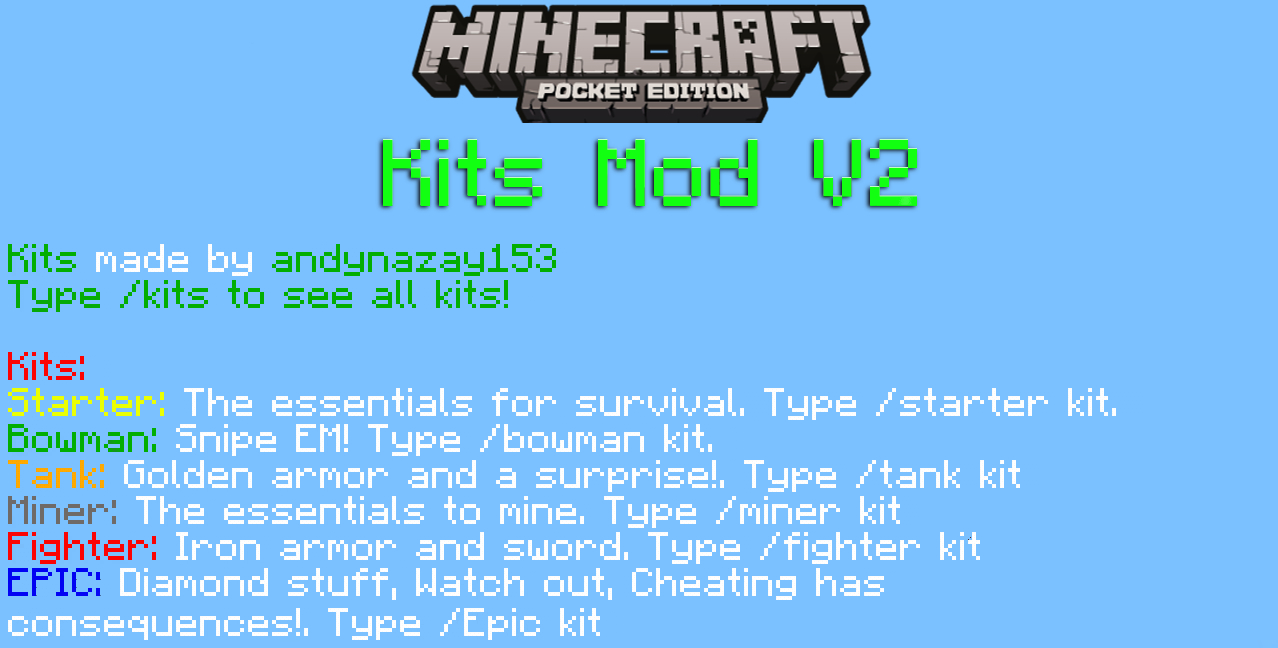 MINECRAFT
POCKET EDITION
Kits Mod V2
Kits made by andynazay153
Type /kits to see all kits!
Kits:
Starter: The essentials for survival. Type /starter kit.
Bowman: Snipe EM! Type /bowman kit.
Tank: Golden armor and a surprise!. Type /tank kit
Miner: The essentials to mine. Type /miner kit
Fighter: Iron armor and sword. Type /fighter kit
EPIC: Diamond stuff, Watch out, Cheating has
consequences!. Type /Epic kit